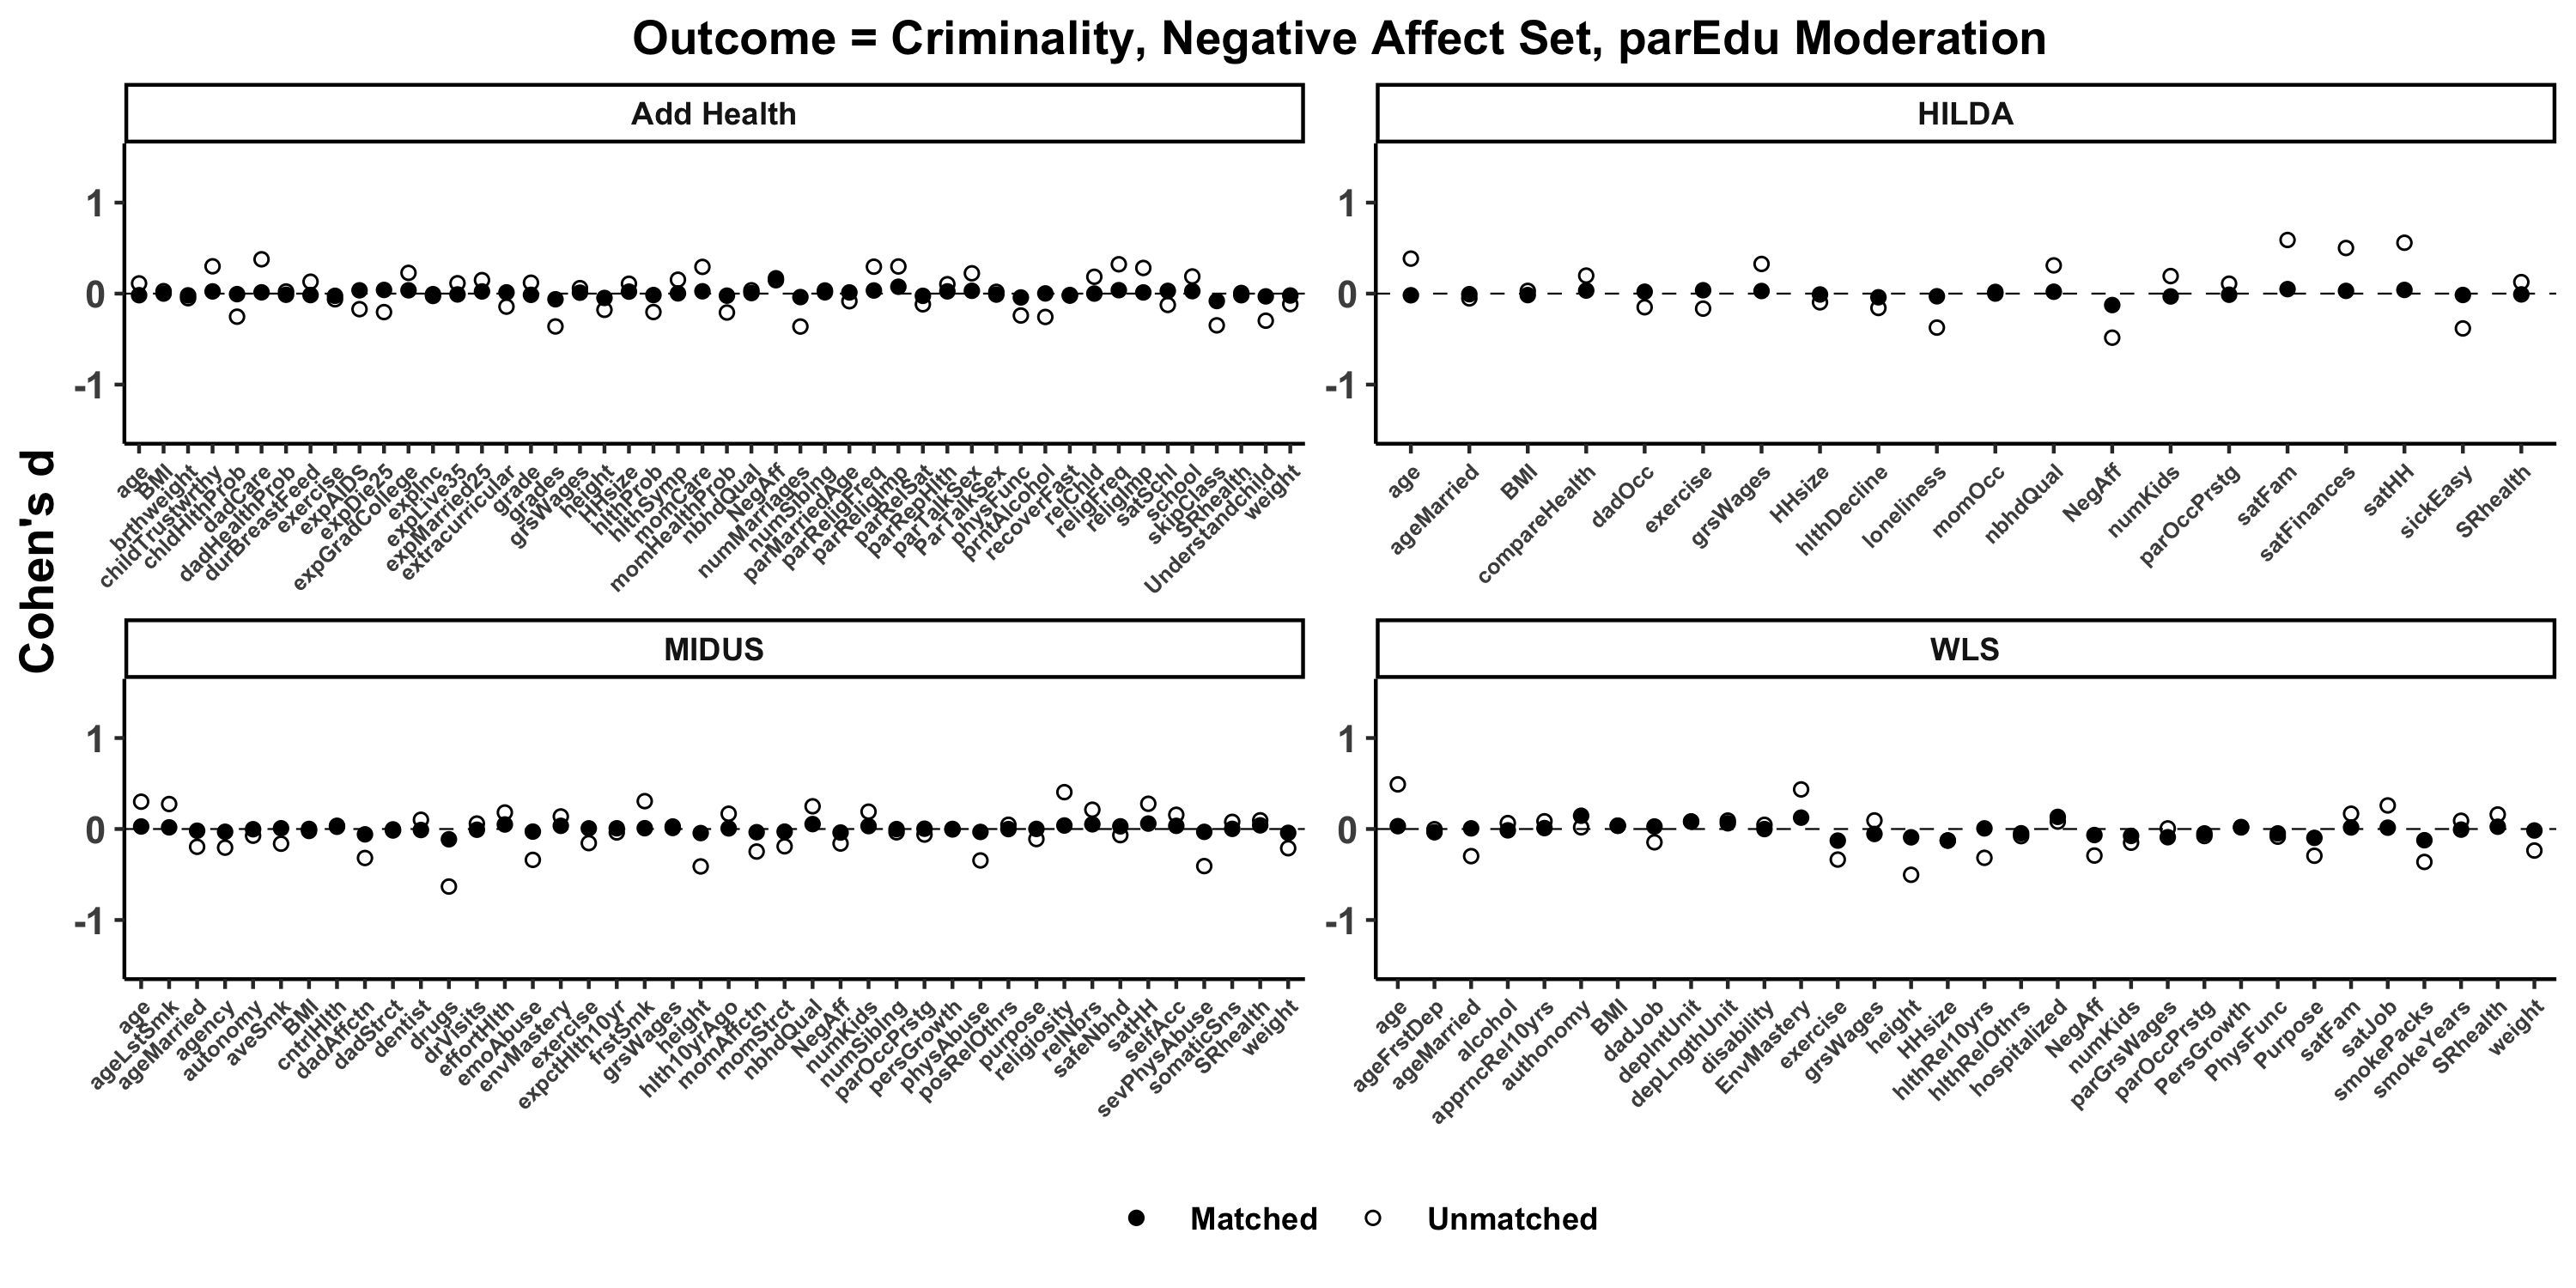 Outcome = Criminality, Negative Affect Set, parEdu Moderation
Cohen's d
Add Health
1
0
-1
age
BMI
brthweight
childTrustwrthy
chldHlthProb
dadCare
dadHealthProb
durBreastFeed
exercise
expAIDS
expDie25
expGradCollege
expInc
expLive35
expMarried25
extracurricular
grade
grades
grsWages
height
HHsize
hlthProb
hlthSymp
momCare
momHealthProb
nbhdQual
NegAff
numMarriages
numSibing
parMarriedAge
parReligFreq
parReligImp
parRelSat
parRepHlth
parTalkSex
ParTalkSex
physFunc
prntAlcohol
recoverFast
relChld
religFreq
religImp
satSchl
school
skipClass
SRhealth
Understandchild
weight
HILDA
1
0
-1
age
ageMarried
BMI
compareHealth
dadOcc
exercise
grsWages
HHsize
hlthDecline
loneliness
momOcc
nbhdQual
NegAff
numKids
parOccPrstg
satFam
satFinances
satHH
sickEasy
SRhealth
MIDUS
1
0
-1
age
ageLstSmk
ageMarried
agency
autonomy
aveSmk
BMI
cntrlHlth
dadAffctn
dadStrct
dentist
drugs
drVisits
effortHlth
emoAbuse
envMastery
exercise
expctHlth10yr
frstSmk
grsWages
height
hlth10yrAgo
momAffctn
momStrct
nbhdQual
NegAff
numKids
numSibing
parOccPrstg
persGrowth
physAbuse
posRelOthrs
purpose
religiosity
relNbrs
safeNbhd
satHH
selfAcc
sevPhysAbuse
somaticSns
SRhealth
weight
WLS
1
0
-1
age
ageFrstDep
ageMarried
alcohol
apprncRel10yrs
authonomy
BMI
dadJob
depIntUnit
depLngthUnit
disability
EnvMastery
exercise
grsWages
height
HHsize
hlthRel10yrs
hlthRelOthrs
hospitalized
NegAff
numKids
parGrsWages
parOccPrstg
PersGrowth
PhysFunc
Purpose
satFam
satJob
smokePacks
smokeYears
SRhealth
weight
Matched
Unmatched